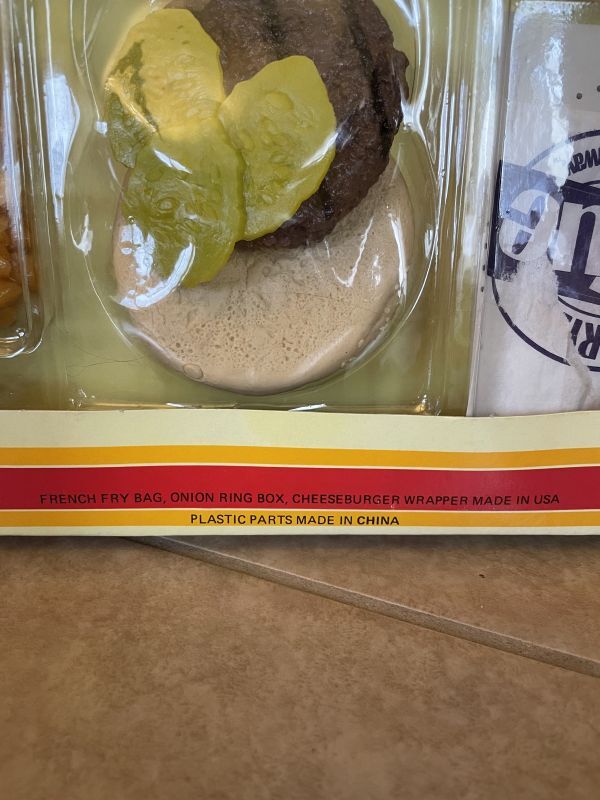 FRENCH FRY BAG, ONION RING BOX, CHEESEBURGER WRAPPER MADE IN USA
PLASTIC PARTS MADE IN CHINA